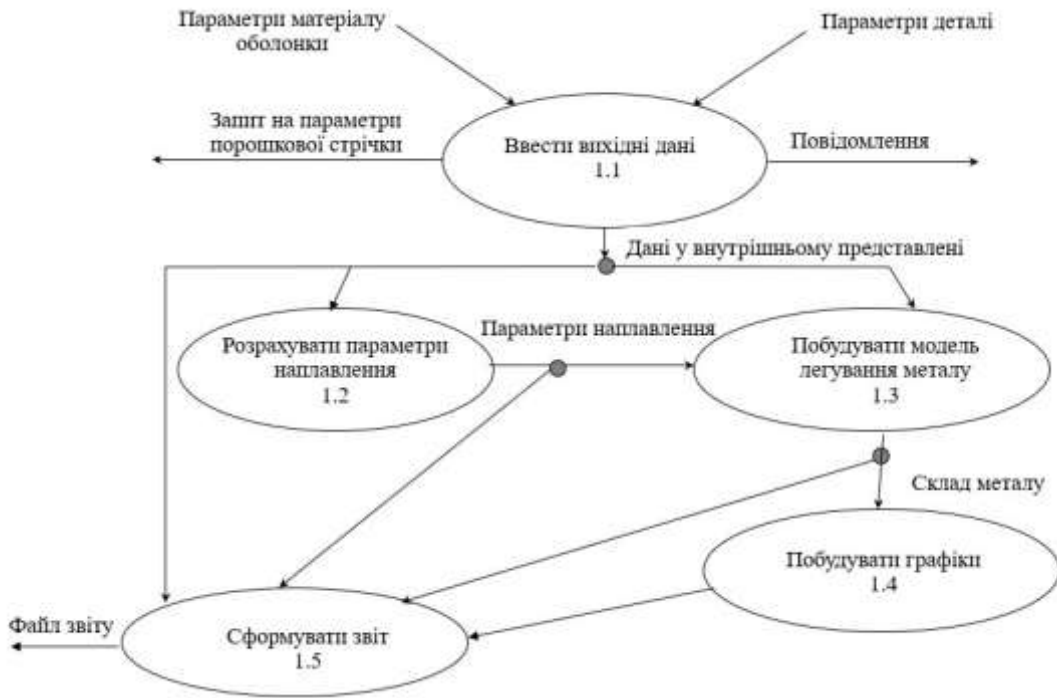 Параметри матеріалу
оболонки
Параметри деталі
Запит на параметри
порошкової стрічки
Ввести вихідні дані
1.1
Повідомлення
Дані у внутрішньому представлені
Розрахувати параметри
наплавлення
1.2
Параметри наплавлення
Побудувати модель
легування металу
1.3
Склад металу
Побудувати графіки
1.4
Файл звіту
Сформувати звіт
1.5